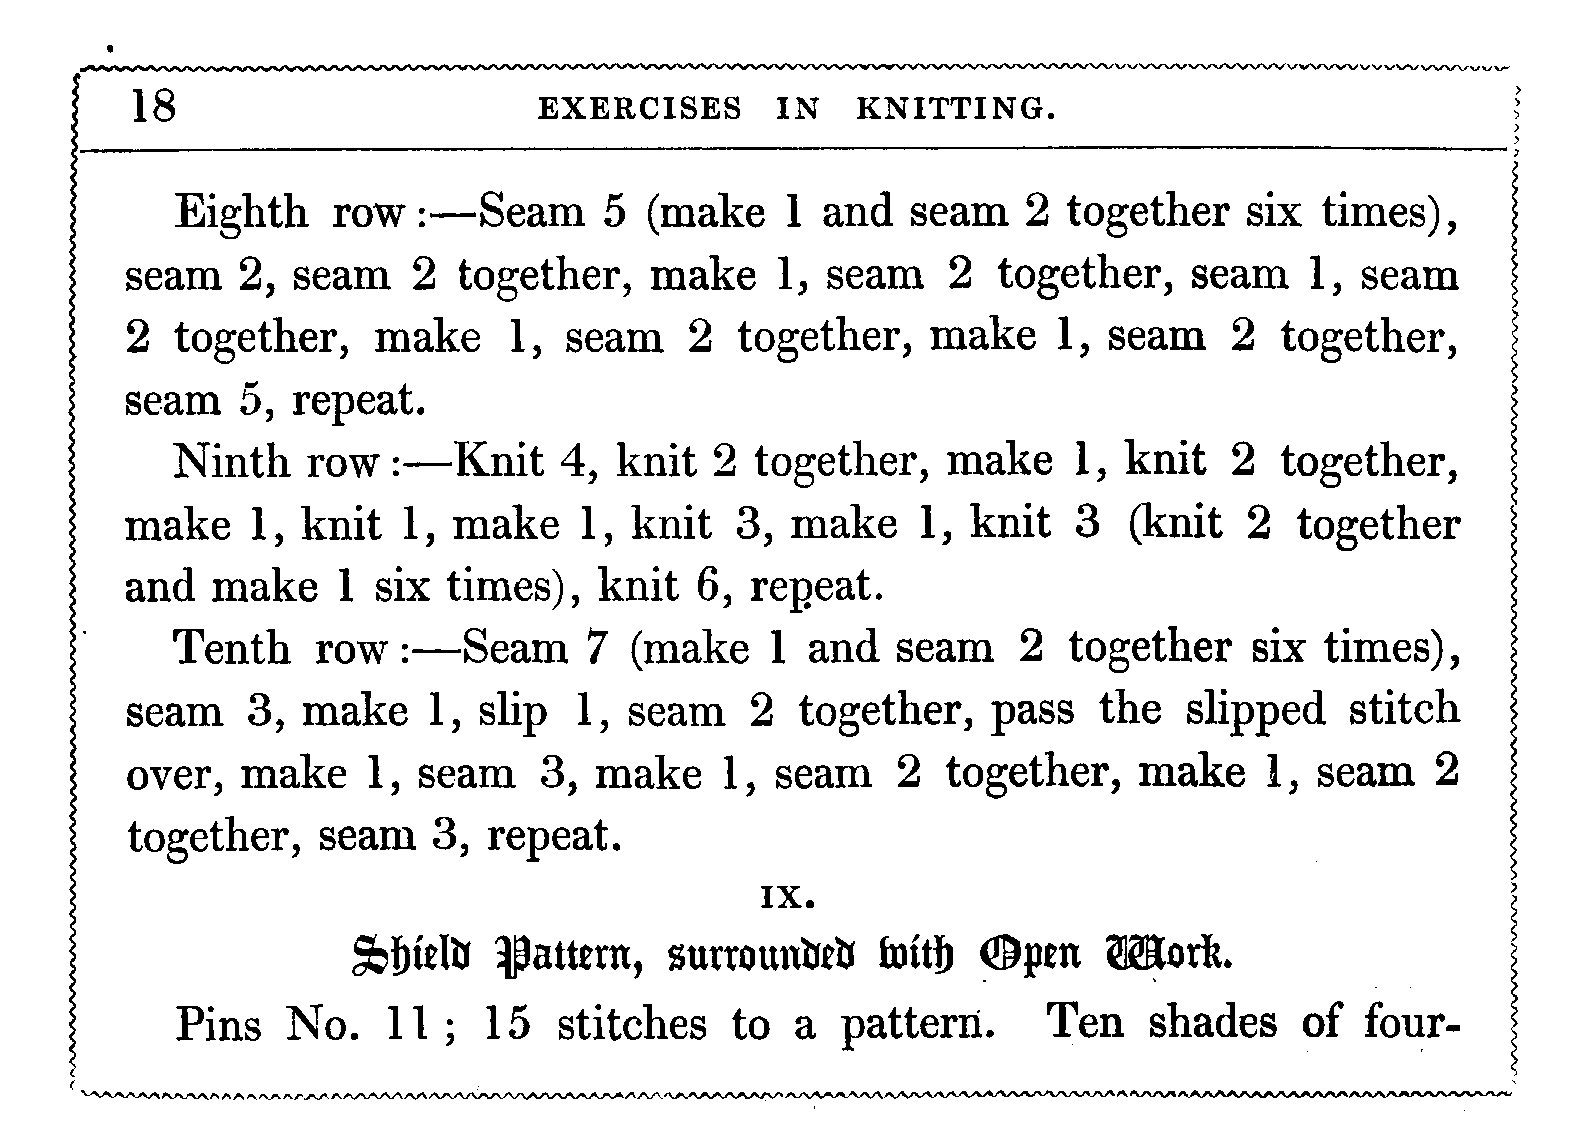 18 EXERCISES IN KNITTING.
Eighth row:—Seam 5 (make 1 and seam 2 together six times),
seam 2, seam 2 together, make 1, seam 2 together, seam 1, seam
2 together, make 1, seam 2 together, make 1, seam 2 together,
seam 5, repeat.
Ninth row:—Knit 4, knit 2 together, make 1, knit 2 together,
make 1, knit 1, make 1, knit 3, make 1, knit 3 (knit 2 together
and make 1 six times), knit 6, repeat.
Tenth row:—Seam 7 (make 1 and seam 2 together six times),
seam 3, make 1, slip 1, seam 2 together, pass the slipped stitch
over, make 1, seam 3, make 1, seam 2 together, make 1, seam 2
together, seam 3, repeat.
IX.
Shield Pattern, surrounded with Open Work.
Pins No. 11; 15 stitches to a pattern. Ten shades of four-